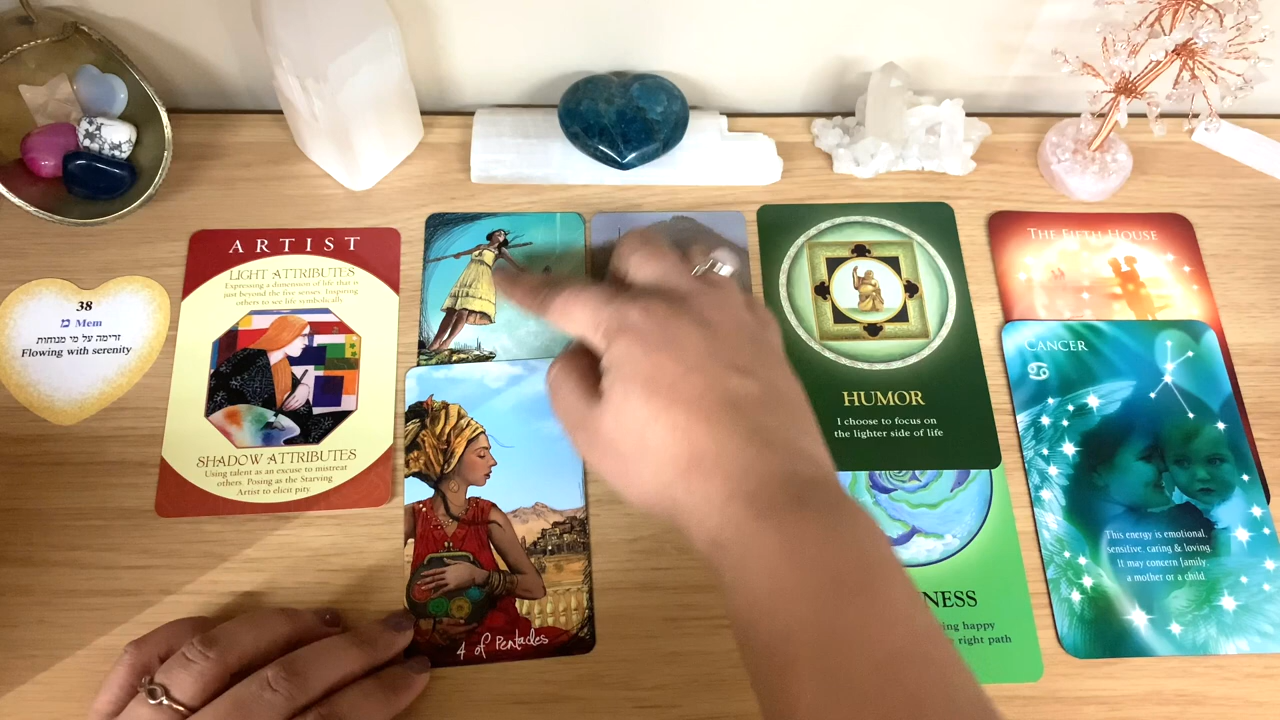 38
מ Mem
זרימה על מי מנוחות
Flowing with serenity
ARTIST
LIGHT ATTRIBUTES
Expressing a dimension of life that is
just beyond the five senses. Inspiring
others to see life symbolically.
SHADOW ATTRIBUTES
Using talent as an excuse to mistreat
others. Posing as the Starving
Artist to elicit pity.
4 of Pentacles
HUMOR
I choose to focus on
the lighter side of life
NESS
ing happy
right path
THE FIFTH HOUSE
CANCER
♋
This energy is emotional,
sensitive, caring & loving.
It may concern family,
a mother or a child.